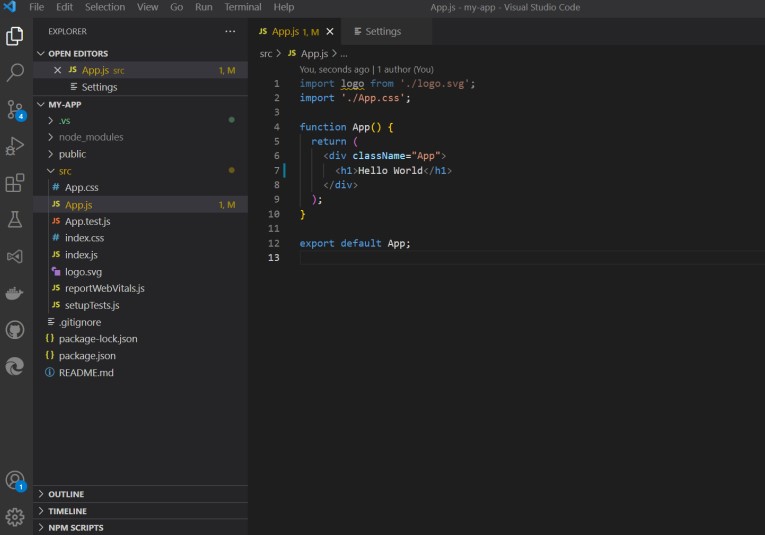 File Edit Selection View Go Run Terminal Help App.js - my-app - Visual Studio Code
EXPLORER ...
JS App.js 1, M Settings
OPEN EDITORS
JS App.js src 1, M
Settings
src > JS App.js > ...
MY-APP
.vs
node_modules
public
src
# App.css
JS App.js 1, M
JS App.test.js
# index.css
JS index.js
logo.svg
JS reportWebVitals.js
JS setupTests.js
.gitignore
{} package-lock.json
{} package.json
README.md
You, seconds ago | 1 author (You)
1 import logo from './logo.svg';
2 import './App.css';
3
4 function App() {
5 return (
6 <div className="App">
7 <h1>Hello World</h1>
8 </div>
9 );
10 }
11
12 export default App;
13
4
1
OUTLINE
TIMELINE
NPM SCRIPTS